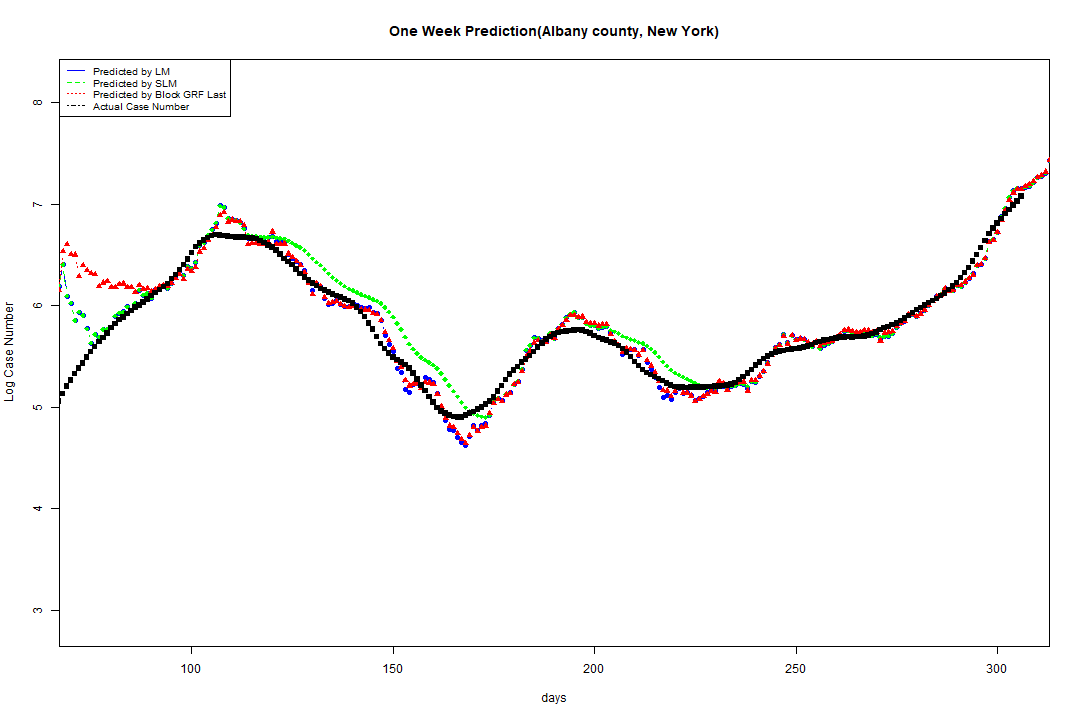 One Week Prediction(Albany county, New York)
Predicted by LM
Predicted by SLM
Predicted by Block GRF Last
Actual Case Number
8
7
6
5
4
3
Log Case Number
100 150 200 250 300
days